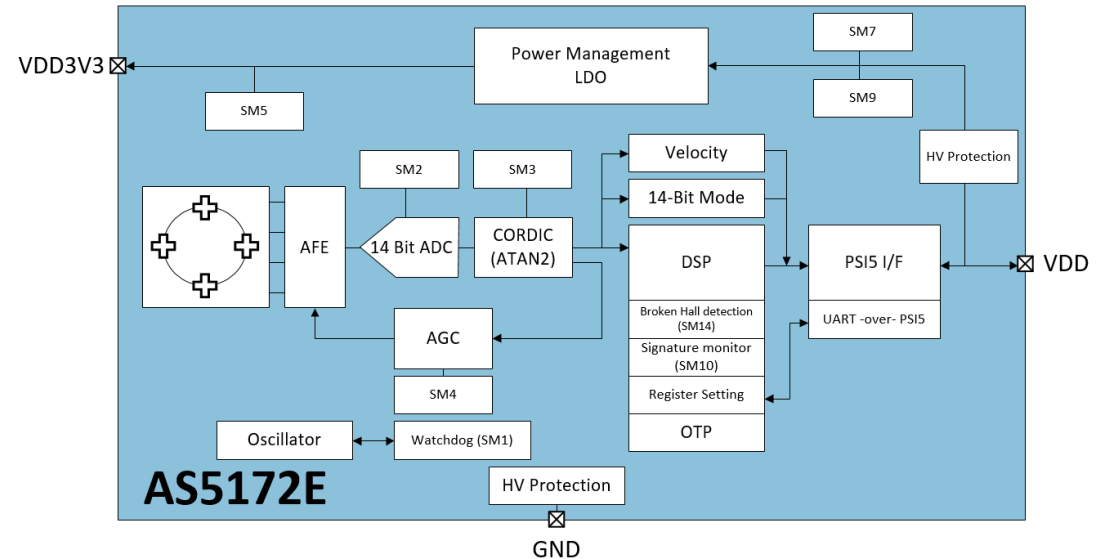 SM7
Power Management
LDO
VDD3V3
SM9
SM5
Velocity
HV Protection
SM2
SM3
14-Bit Mode
AFE
14 Bit ADC
CORDIC
(ATAN2)
DSP
PSI5 I/F
VDD
Broken Hall detection
(SM14)
UART -over- PSI5
AGC
Signature monitor
(SM10)
SM4
Register Setting
Oscillator
Watchdog (SM1)
OTP
AS5172E
HV Protection
GND